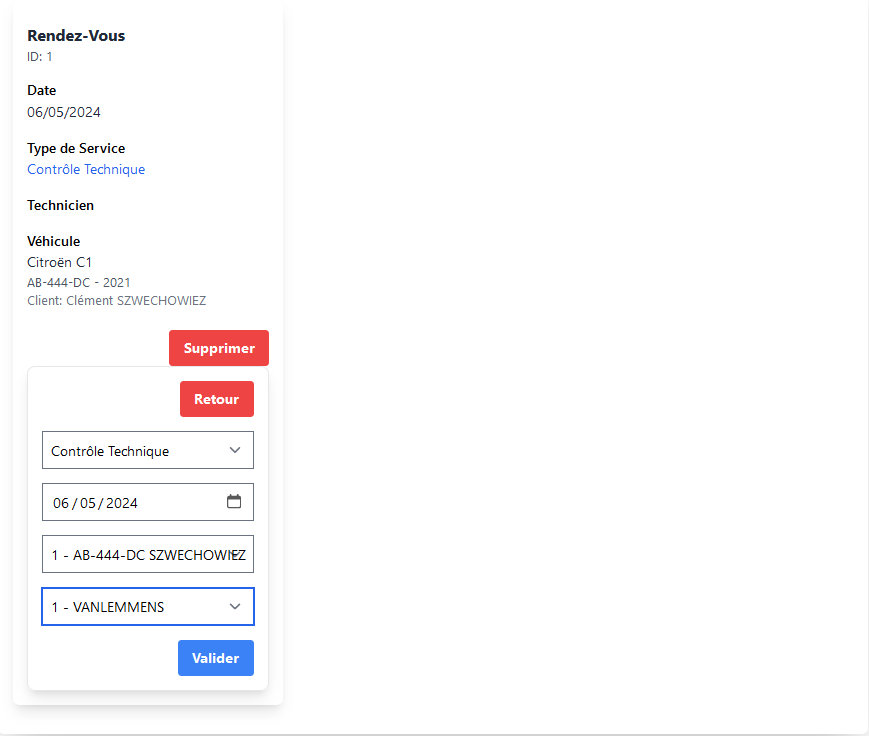 Rendez-Vous
ID: 1
Date
06/05/2024
Type de Service
Contrôle Technique
Technicien
Véhicule
Citroën C1
AB-444-DC - 2021
Client: Clément SZWECHOWIEZ
Supprimer
Retour
Contrôle Technique
06/05/2024
1 - AB-444-DC SZWECHOWIEZ
1 - VANLEMMENS
Valider